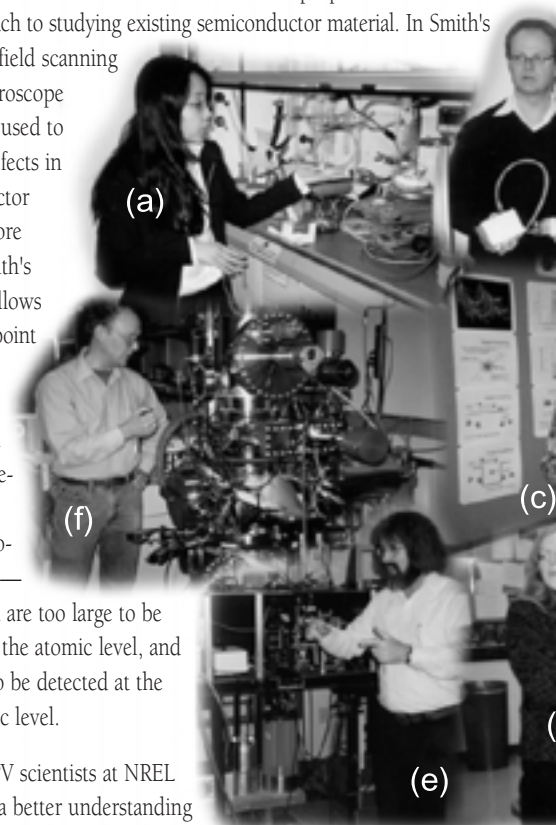 ch to studying existing semiconductor material. In Smith's
field scanning
roscope
used to
fects in
ctor
ore
th's
llows
point
e-
o-
are too large to be
the atomic level, and
o be detected at the
c level.
V scientists at NREL
a better understanding
(a)
(c)
(f)
(e)
(